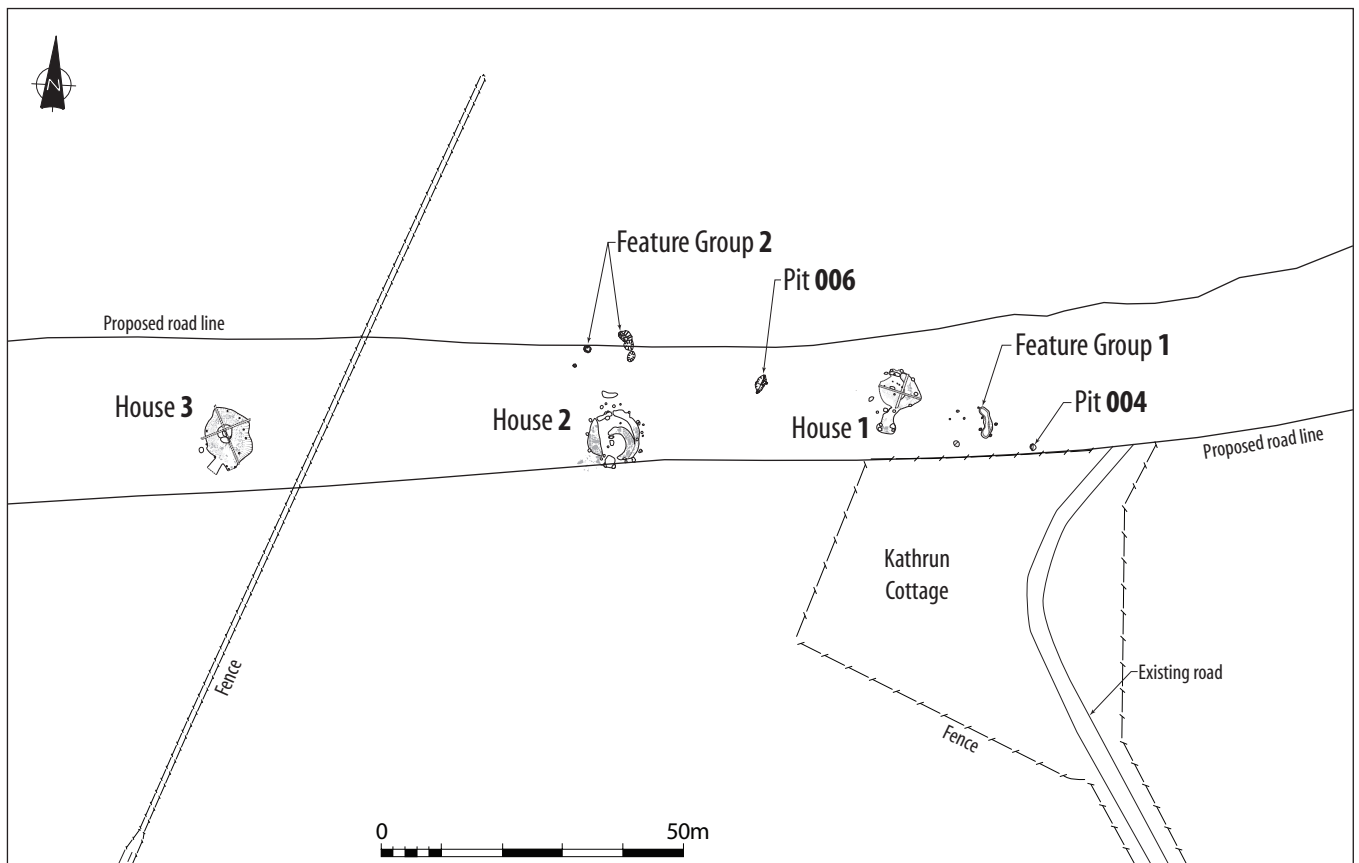 N
Feature Group 2
Pit 006
Proposed road line
Feature Group 1
House 3
House 2
House 1
Pit 004
Proposed road line
Kathrun
Cottage
Fence
Existing road
Fence
0 50m